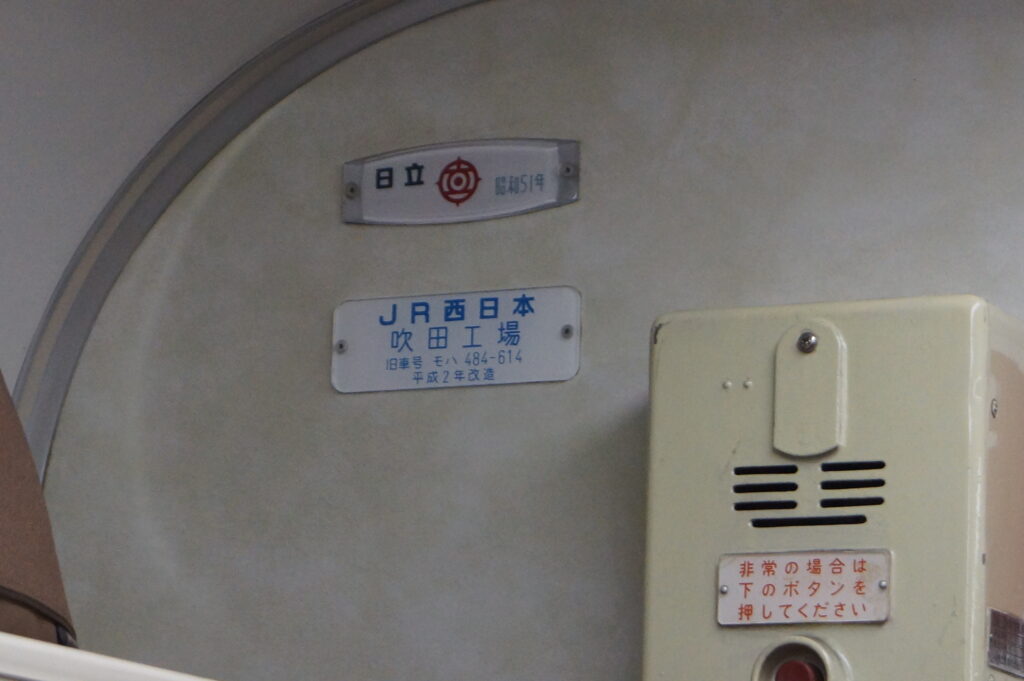 日立 昭和51年
JR西日本
吹田工場
旧車号 モハ 484-614
平成2年改造
非常の場合は
下のボタンを
押してください